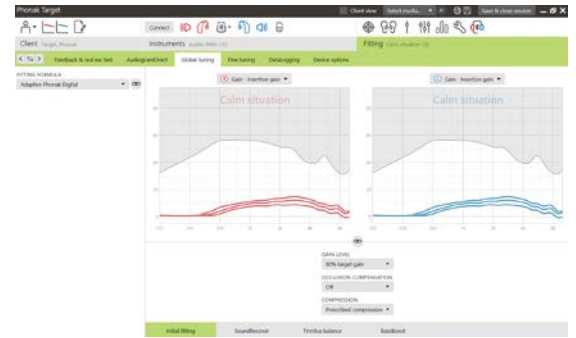 Phonak Target
Client view Select media... Save & close session
Connect
Client Target, Phonak Instruments Fitting Calm situation
Feedback & real ear test AudiogramDirect Global tuning Fine tuning DataLogging Device options
FITTING FORMULA
Adaptive Phonak Digital
Gain - Insertion gain Gain - Insertion gain
Calm situation Calm situation
GAIN LEVEL
80% target gain
OCCLUSION COMPENSATION
Off
COMPRESSION
Prescribed compression
Initial fitting SoundRecover Tinnitus balance BassBoost